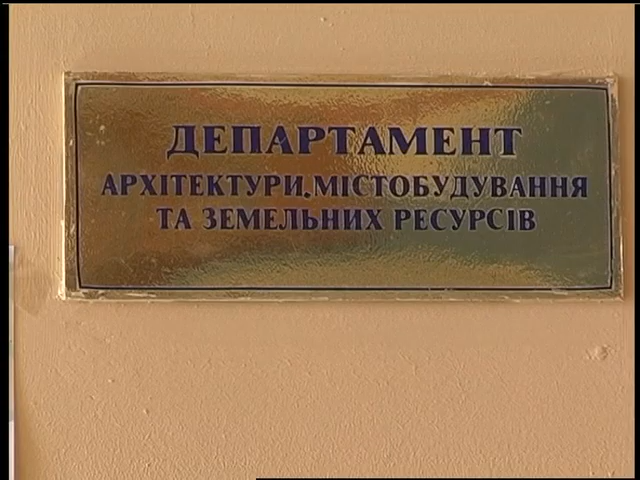 ДЕПАРТАМЕНТ
АРХІТЕКТУРИ,МІСТОБУДУВАННЯ
ТА ЗЕМЕЛЬНИХ РЕСУРСІВ